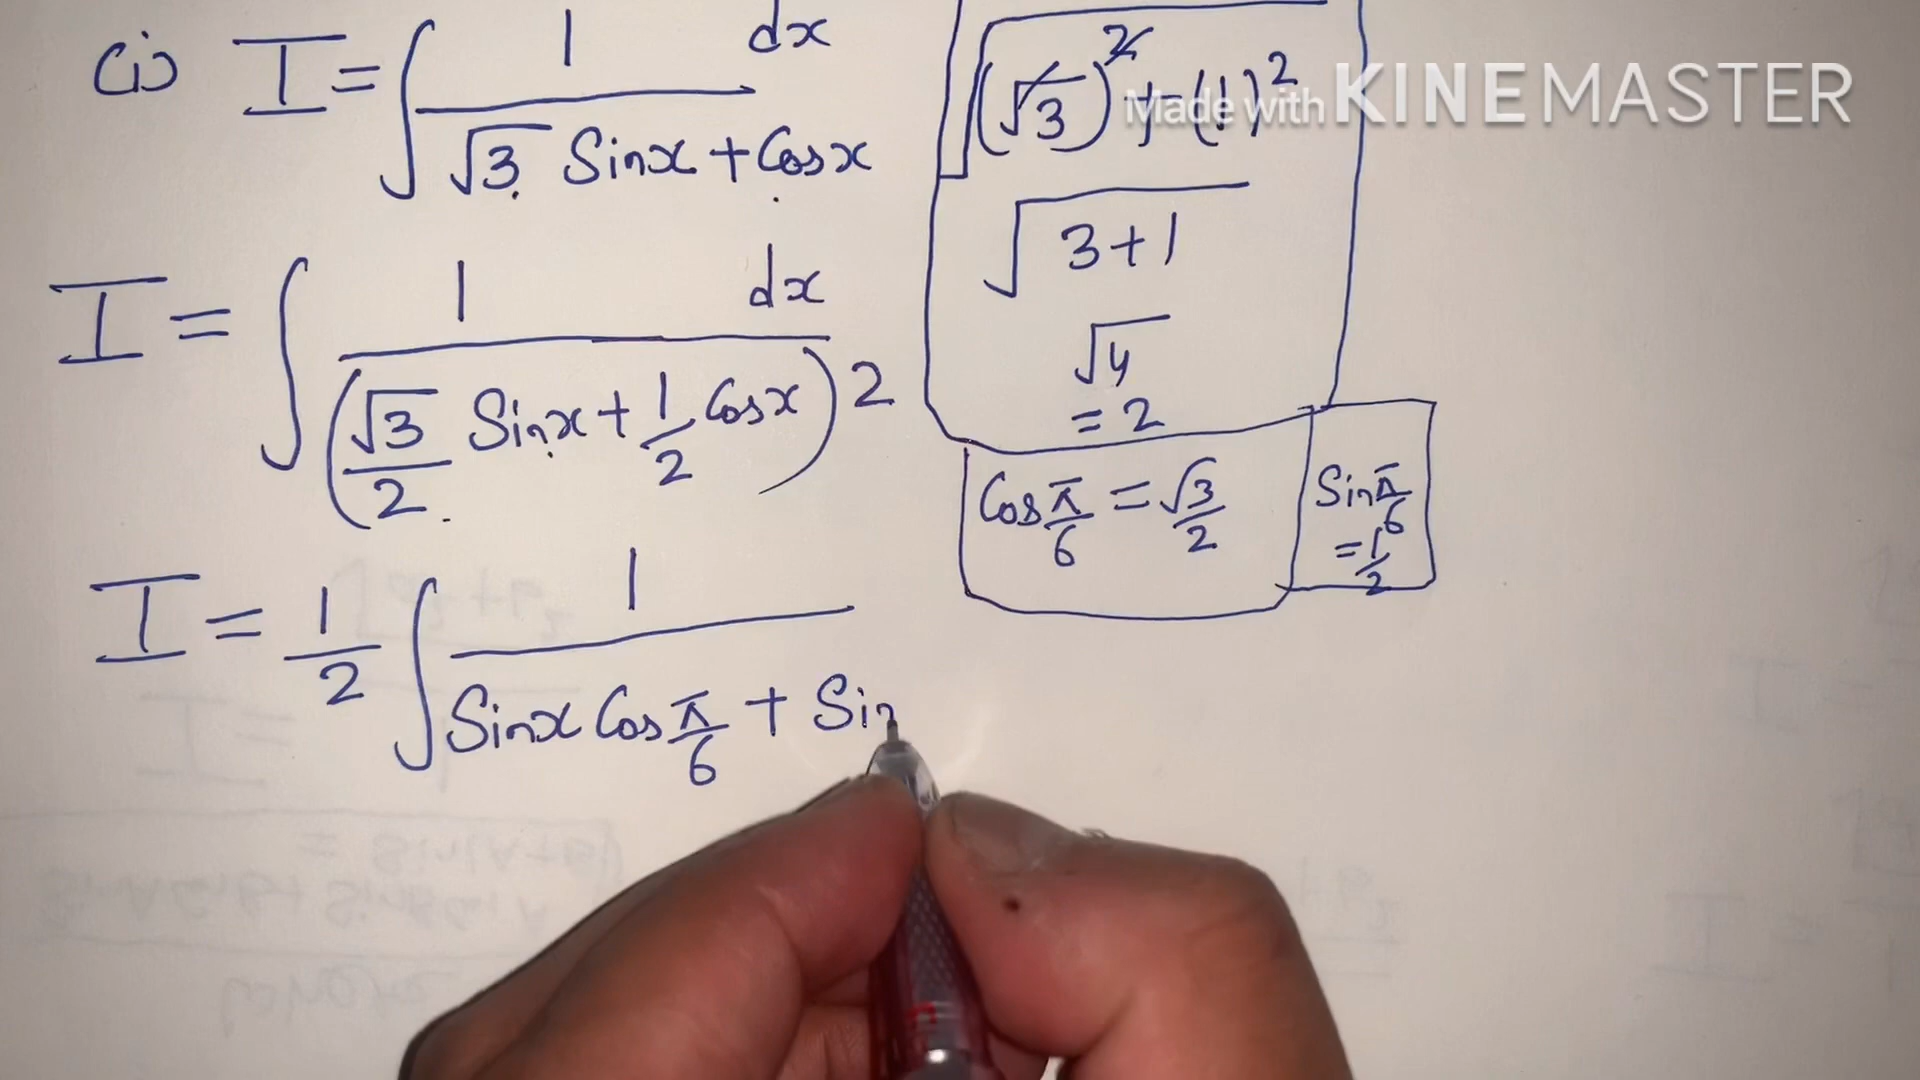 (i) I = ∫ 1/(√3 Sinx + Cosx) dx
I = ∫ 1/((√3/2 Sinx + 1/2 Cosx) 2) dx
I = 1/2 ∫ 1/(Sinx Cos π/6 + Sin
√((√3)² + (1)²)
√(3+1)
√4
= 2
Cos π/6 = √3/2
Sin π/6
= 1/2
Made with KINEMASTER